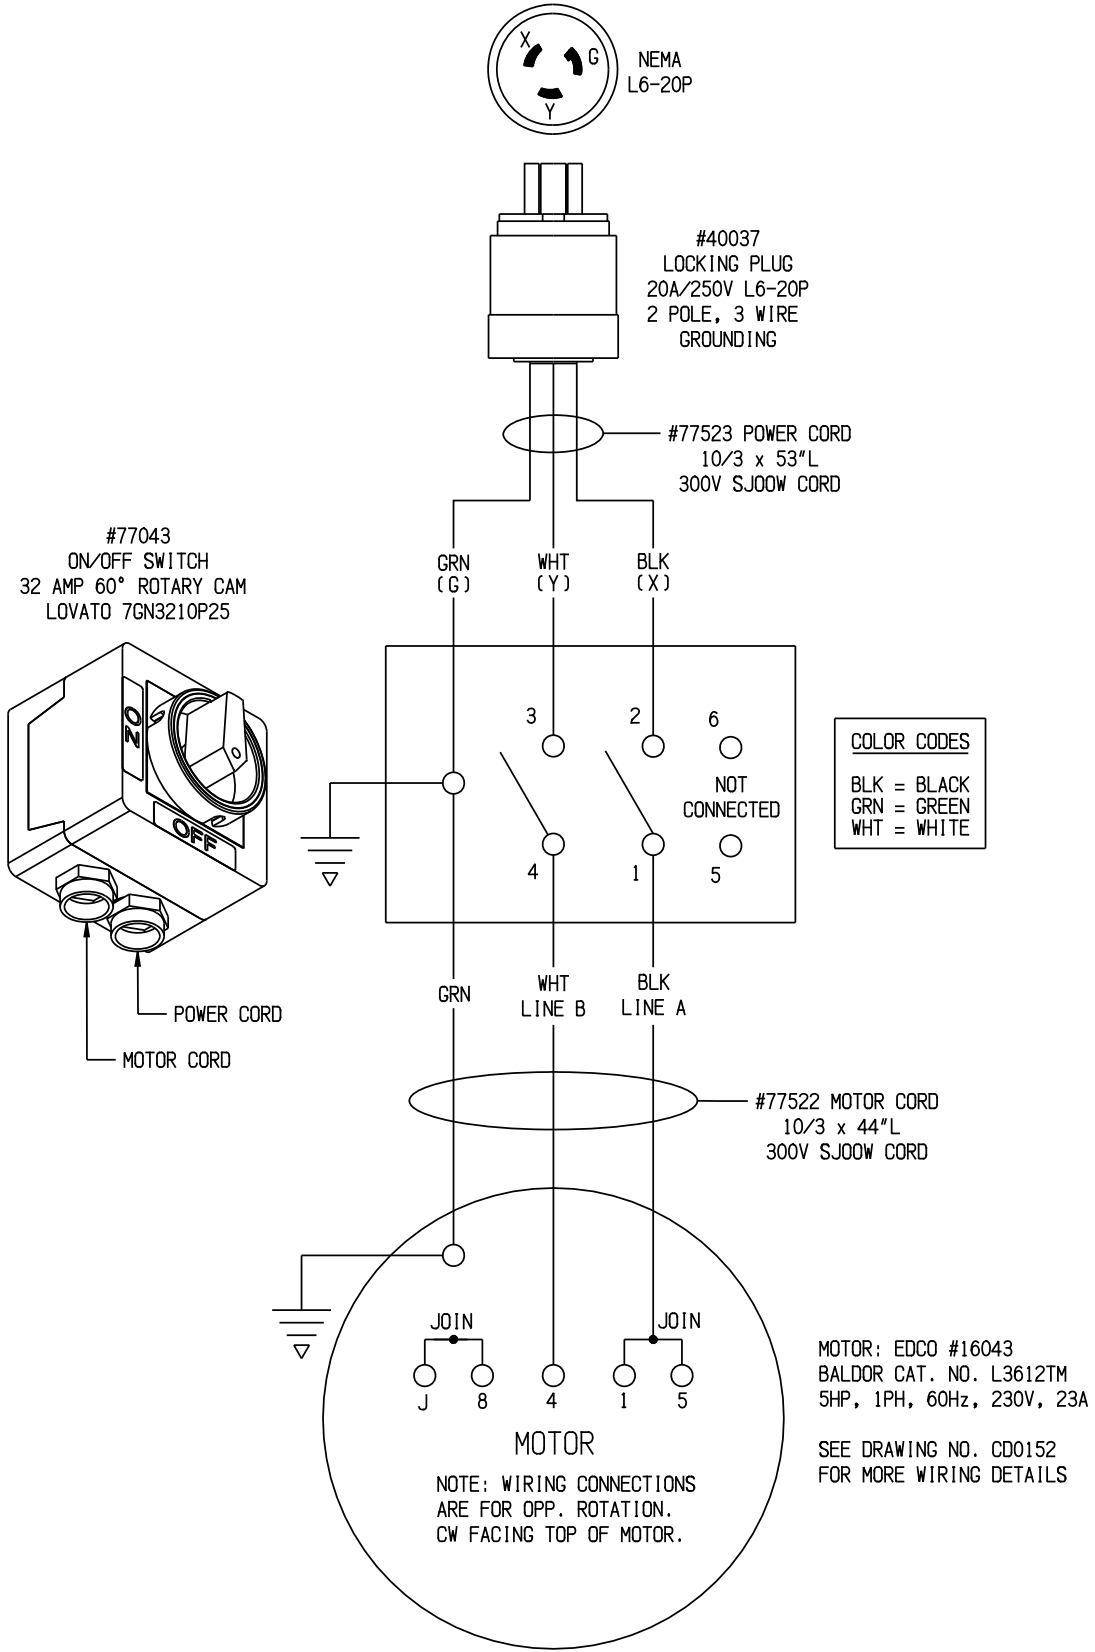 X
G
Y
NEMA
L6-20P
#40037
LOCKING PLUG
20A/250V L6-20P
2 POLE, 3 WIRE
GROUNDING
#77523 POWER CORD
10/3 x 53"L
300V SJOOW CORD
#77043
ON/OFF SWITCH
32 AMP 60° ROTARY CAM
LOVATO 7GN3210P25
GRN
(G)
WHT
(Y)
BLK
(X)
ON
OFF
3
2
6
NOT
CONNECTED
4
1
5
COLOR CODES
BLK = BLACK
GRN = GREEN
WHT = WHITE
POWER CORD
MOTOR CORD
GRN
WHT
LINE B
BLK
LINE A
#77522 MOTOR CORD
10/3 x 44"L
300V SJOOW CORD
JOIN
JOIN
J
8
4
1
5
MOTOR
NOTE: WIRING CONNECTIONS
ARE FOR OPP. ROTATION.
CW FACING TOP OF MOTOR.
MOTOR: EDCO #16043
BALDOR CAT. NO. L3612TM
5HP, 1PH, 60Hz, 230V, 23A
SEE DRAWING NO. CD0152
FOR MORE WIRING DETAILS